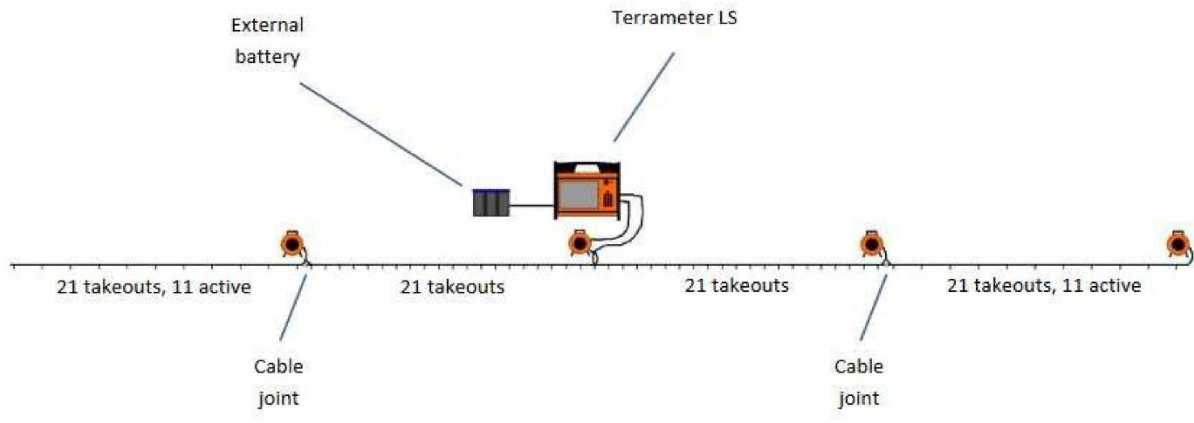 External
battery
Terrameter LS
21 takeouts, 11 active
21 takeouts
21 takeouts
21 takeouts, 11 active
Cable
joint
Cable
joint